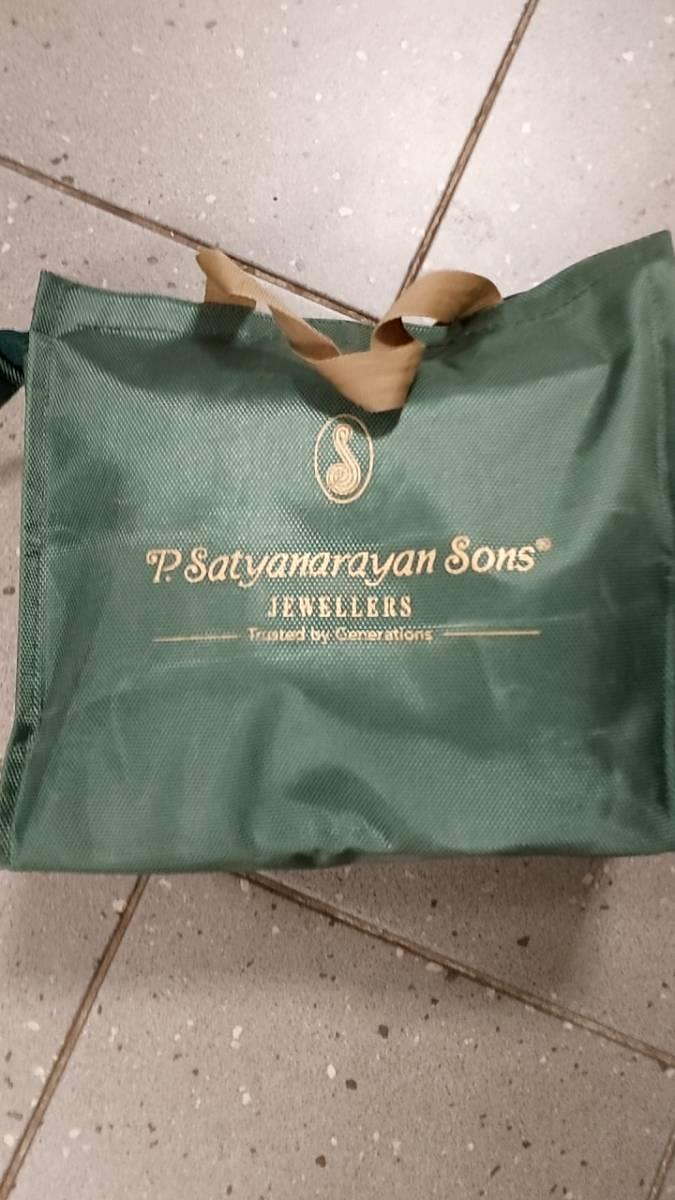 P. Satyanarayan Sons®
JEWELLERS
Trusted by Generations